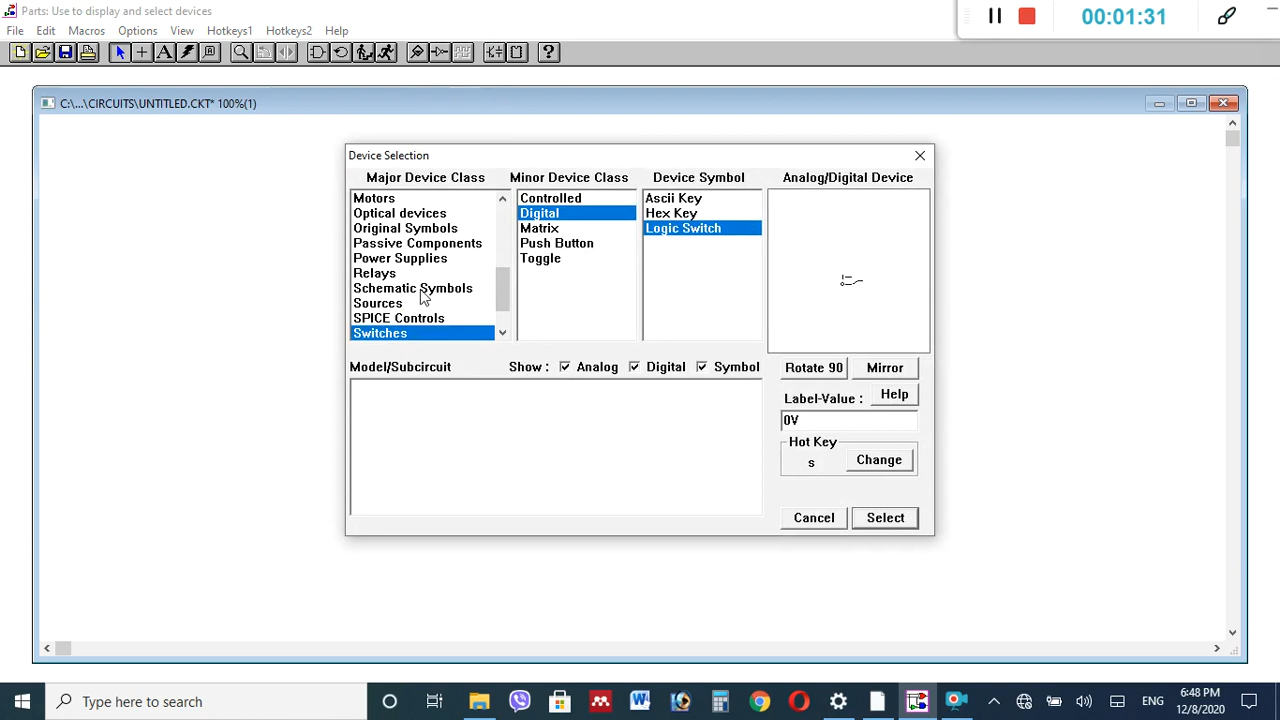 Parts: Use to display and select devices
00:01:31
File Edit Macros Options View Hotkeys1 Hotkeys2 Help
C:\...\CIRCUITS\UNTITLED.CKT* 100%(1)
Device Selection
Major Device Class Minor Device Class Device Symbol Analog/Digital Device
Motors
Optical devices
Original Symbols
Passive Components
Power Supplies
Relays
Schematic Symbols
Sources
SPICE Controls
Switches
Controlled
Digital
Matrix
Push Button
Toggle
Ascii Key
Hex Key
Logic Switch
Model/Subcircuit Show : Analog Digital Symbol
Rotate 90 Mirror
Label-Value : Help
0V
Hot Key
s Change
Cancel Select
Type here to search
ENG
6:48 PM
12/8/2020